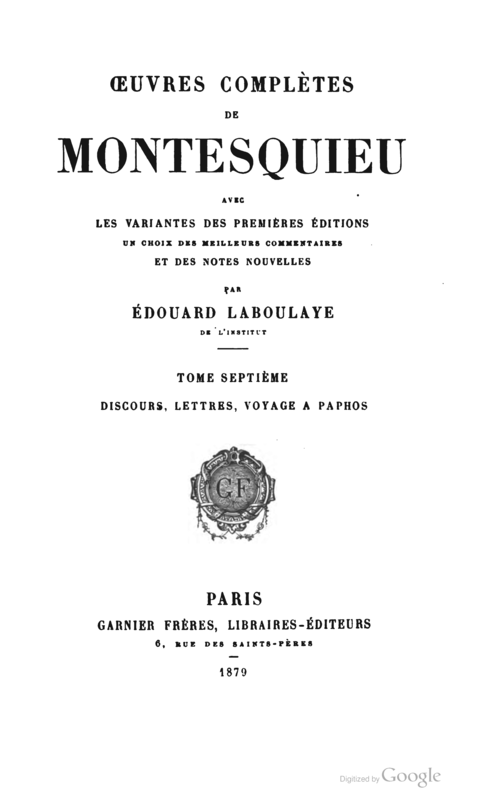 ŒUVRES COMPLÈTES
DE
MONTESQUIEU
AVEC
LES VARIANTES DES PREMIÈRES ÉDITIONS
UN CHOIX DES MEILLEURS COMMENTAIRES
ET DES NOTES NOUVELLES
PAR
ÉDOUARD LABOULAYE
DE L'INSTITUT
TOME SEPTIÈME
DISCOURS, LETTRES, VOYAGE A PAPHOS
GF
PARIS
GARNIER FRÈRES, LIBRAIRES-ÉDITEURS
6, RUE DES SAINTS-PÈRES
1879
Digitized by Google